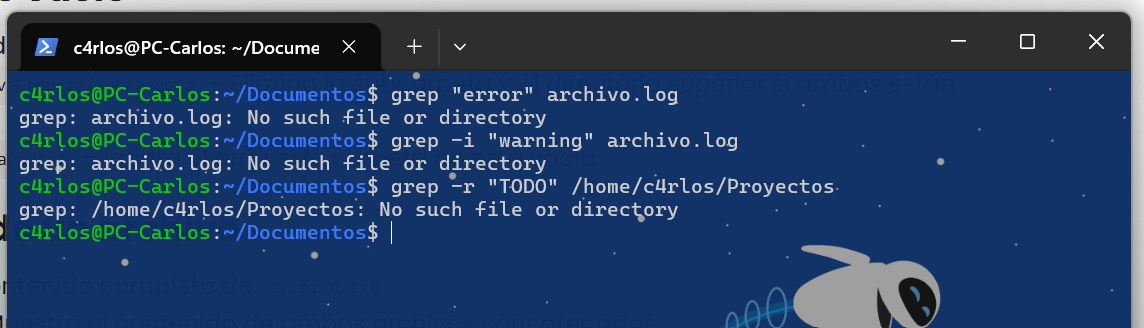 c4rlos@PC-Carlos: ~/Docume
c4rlos@PC-Carlos:~/Documentos$ grep "error" archivo.log
grep: archivo.log: No such file or directory
c4rlos@PC-Carlos:~/Documentos$ grep -i "warning" archivo.log
grep: archivo.log: No such file or directory
c4rlos@PC-Carlos:~/Documentos$ grep -r "TODO" /home/c4rlos/Proyectos
grep: /home/c4rlos/Proyectos: No such file or directory
c4rlos@PC-Carlos:~/Documentos$